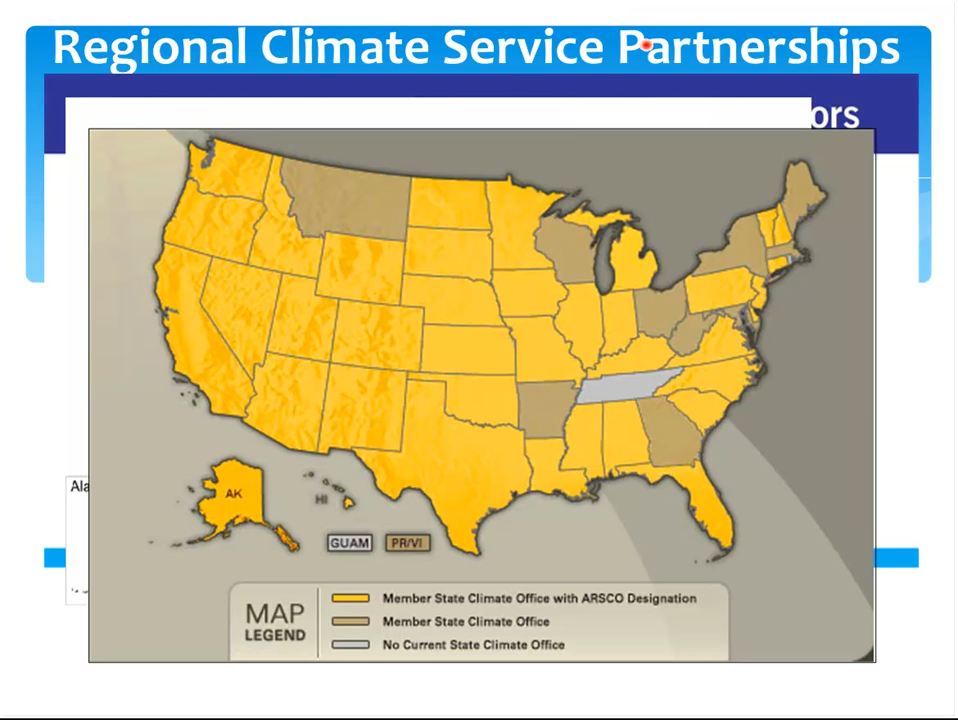 Regional Climate Service Partnerships
ors
Ala
AK
HI
GUAM
PR/VI
MAP
LEGEND
Member State Climate Office with ARSCO Designation
Member State Climate Office
No Current State Climate Office